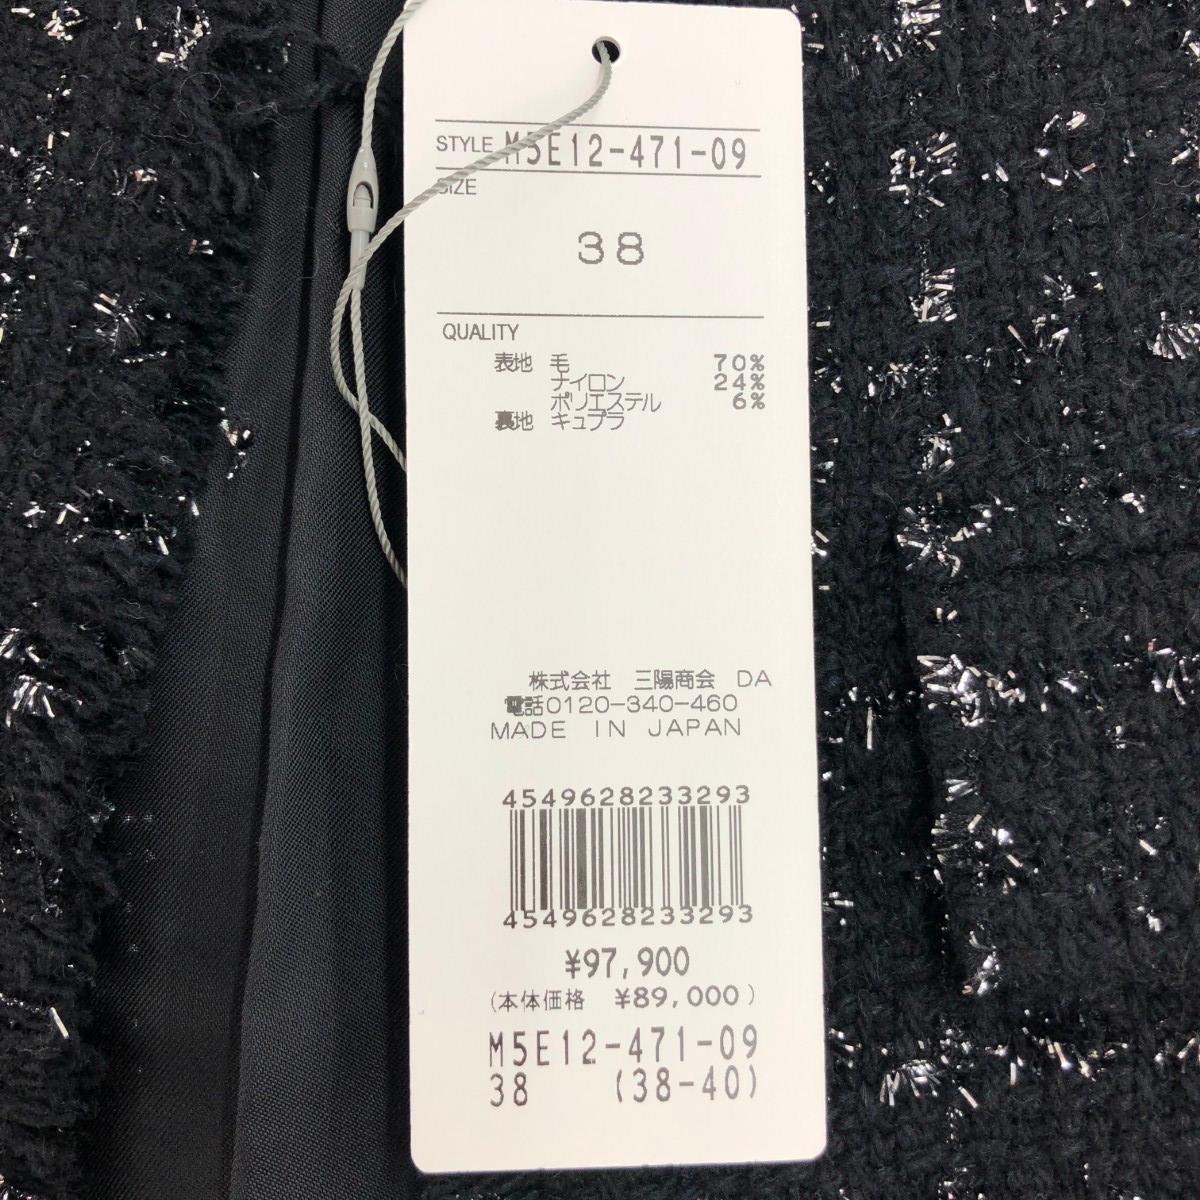 STYLE M5E12-471-09
SIZE
38
QUALITY
表地 毛 70%
ナイロン 24%
ポリエステル 6%
裏地 キュプラ
株式会社 三陽商会 DA
電話0120-340-460
MADE IN JAPAN
4549628233293
4549628233293
¥97,900
(本体価格 ¥89,000)
M5E12-471-09
38 (38-40)